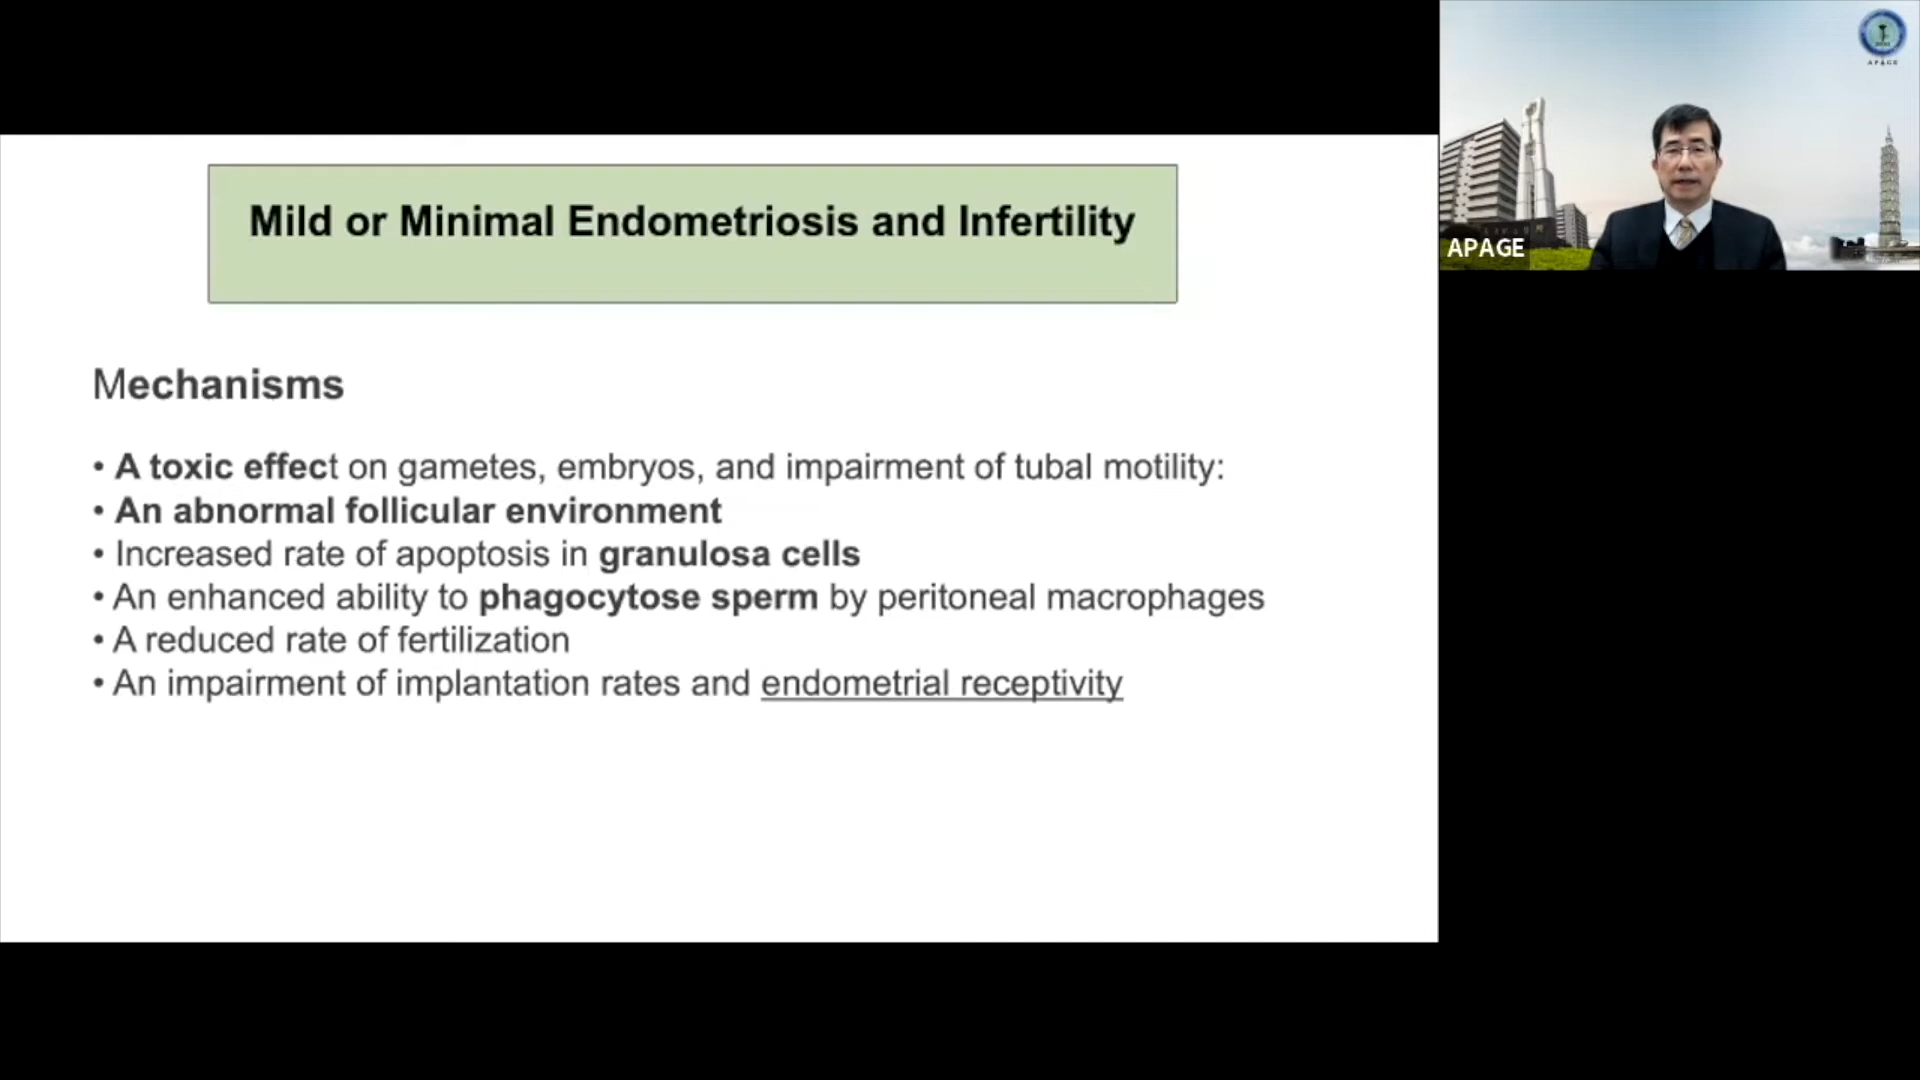 Mild or Minimal Endometriosis and Infertility
Mechanisms
• A toxic effect on gametes, embryos, and impairment of tubal motility:
• An abnormal follicular environment
• Increased rate of apoptosis in granulosa cells
• An enhanced ability to phagocytose sperm by peritoneal macrophages
• A reduced rate of fertilization
• An impairment of implantation rates and endometrial receptivity
APAGE
APAGE